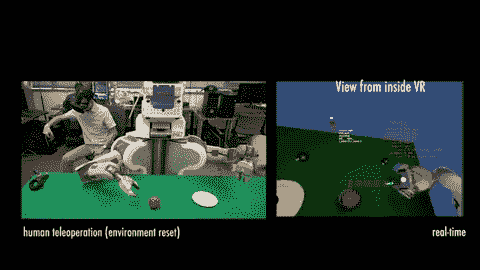 View from inside VR
human teleoperation (environment reset)
real-time